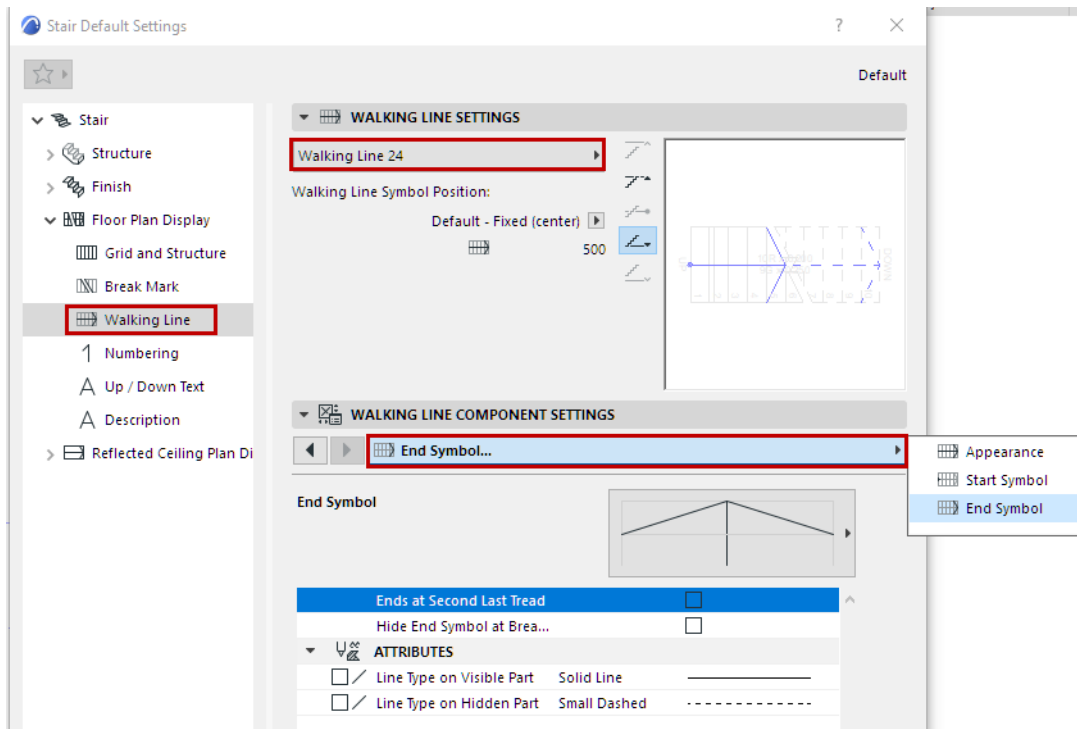 Stair Default Settings
?
Default
Stair
Structure
Finish
Floor Plan Display
Grid and Structure
Break Mark
Walking Line
Numbering
Up / Down Text
Description
Reflected Ceiling Plan Di
WALKING LINE SETTINGS
Walking Line 24
Walking Line Symbol Position:
Default - Fixed (center)
500
DOWN
WALKING LINE COMPONENT SETTINGS
End Symbol...
Appearance
Start Symbol
End Symbol
End Symbol
Ends at Second Last Tread
Hide End Symbol at Brea...
ATTRIBUTES
Line Type on Visible Part Solid Line
Line Type on Hidden Part Small Dashed